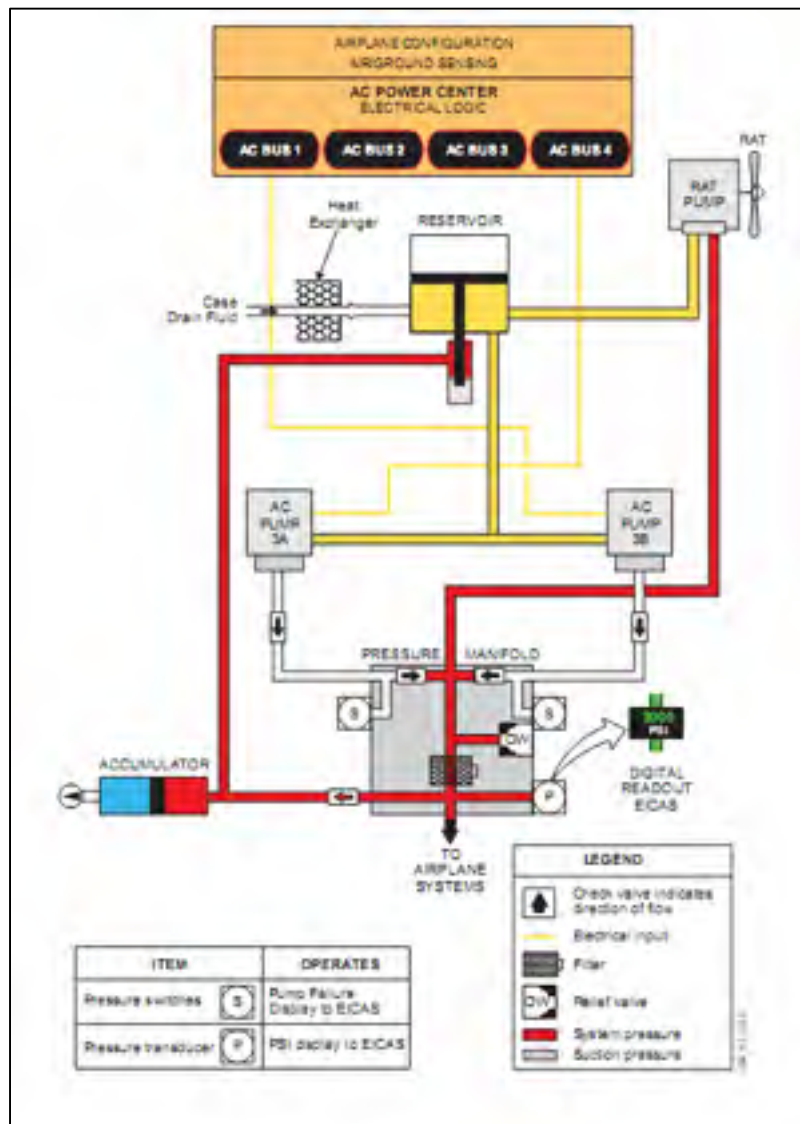 AIRPLANE CONFIGURATION
AIR/GROUND SENSING
AC POWER CENTER
ELECTRICAL LOGIC
AC BUS 1
AC BUS 2
AC BUS 3
AC BUS 4
RAT
RAT
PUMP
Heat
Exchanger
RESERVOIR
Case
Drain Fluid
AC
PUMP
3A
AC
PUMP
3B
PRESSURE MANIFOLD
S
S
OW
P
3000
PSI
DIGITAL
READOUT
EICAS
ACCUMULATOR
TO
AIRPLANE
SYSTEMS
LEGEND
Check valve indicates
direction of flow
Electrical input
Filter
OW
Relief valve
System pressure
Suction pressure
ITEM
OPERATES
Pressure switches
S
Pump Failure
Display to EICAS
Pressure transducer
P
PSI display to EICAS